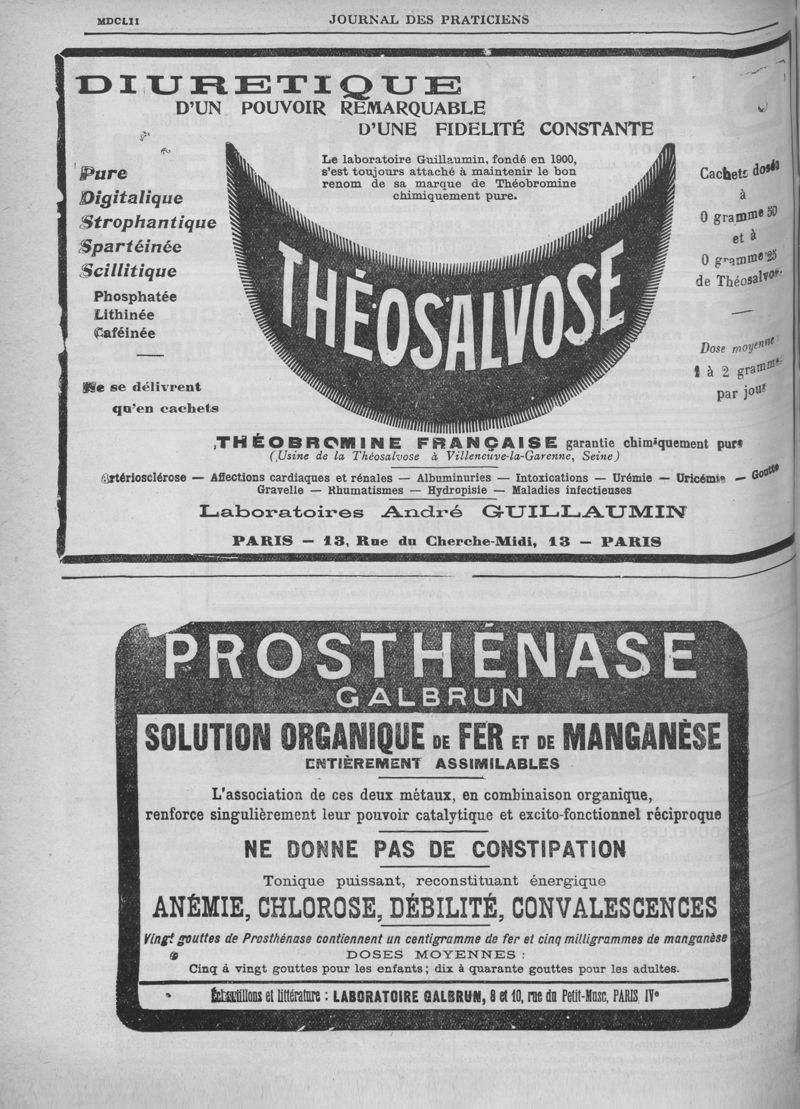 MDCLII
JOURNAL DES PRATICIENS
DIURETIQUE
D'UN POUVOIR REMARQUABLE
D'UNE FIDELITÉ CONSTANTE
Le laboratoire Guillaumin, fondé en 1900,
s'est toujours attaché à maintenir le bon
renom de sa marque de Théobromine
chimiquement pure.
Pure
Digitalique
Strophantique
Spartéinée
Scillitique
Phosphatée
Lithinée
Caféinée
Ne se délivrent
qu'en cachets
THÉOSALVOSE
Cachets dosés
à
0 gramme 50
et à
0 gramme 25
de Théosalvose
Dose moyenne
1 à 2 grammes
par jour
THÉOBROMINE FRANÇAISE garantie chimiquement pure
(Usine de la Théosalvose à Villeneuve-la-Garenne, Seine)
Artériosclérose — Affections cardiaques et rénales — Albuminuries — Intoxications — Urémie — Uricémie — Goutte
Gravelle — Rhumatismes — Hydropisie — Maladies infectieuses
Laboratoires André GUILLAUMIN
PARIS — 13, Rue du Cherche-Midi, 13 — PARIS
PROSTHÉNASE
GALBRUN
SOLUTION ORGANIQUE DE FER ET DE MANGANÈSE
ENTIÈREMENT ASSIMILABLES
L'association de ces deux métaux, en combinaison organique,
renforce singulièrement leur pouvoir catalytique et excito-fonctionnel réciproque
NE DONNE PAS DE CONSTIPATION
Tonique puissant, reconstituant énergique
ANÉMIE, CHLOROSE, DÉBILITÉ, CONVALESCENCES
Vingt gouttes de Prosthénase contiennent un centigramme de fer et cinq milligrammes de manganèse
DOSES MOYENNES :
Cinq à vingt gouttes pour les enfants ; dix à quarante gouttes pour les adultes.
Échantillons et littérature : LABORATOIRE GALBRUN, 8 et 10, rue du Petit-Musc, PARIS, IVe